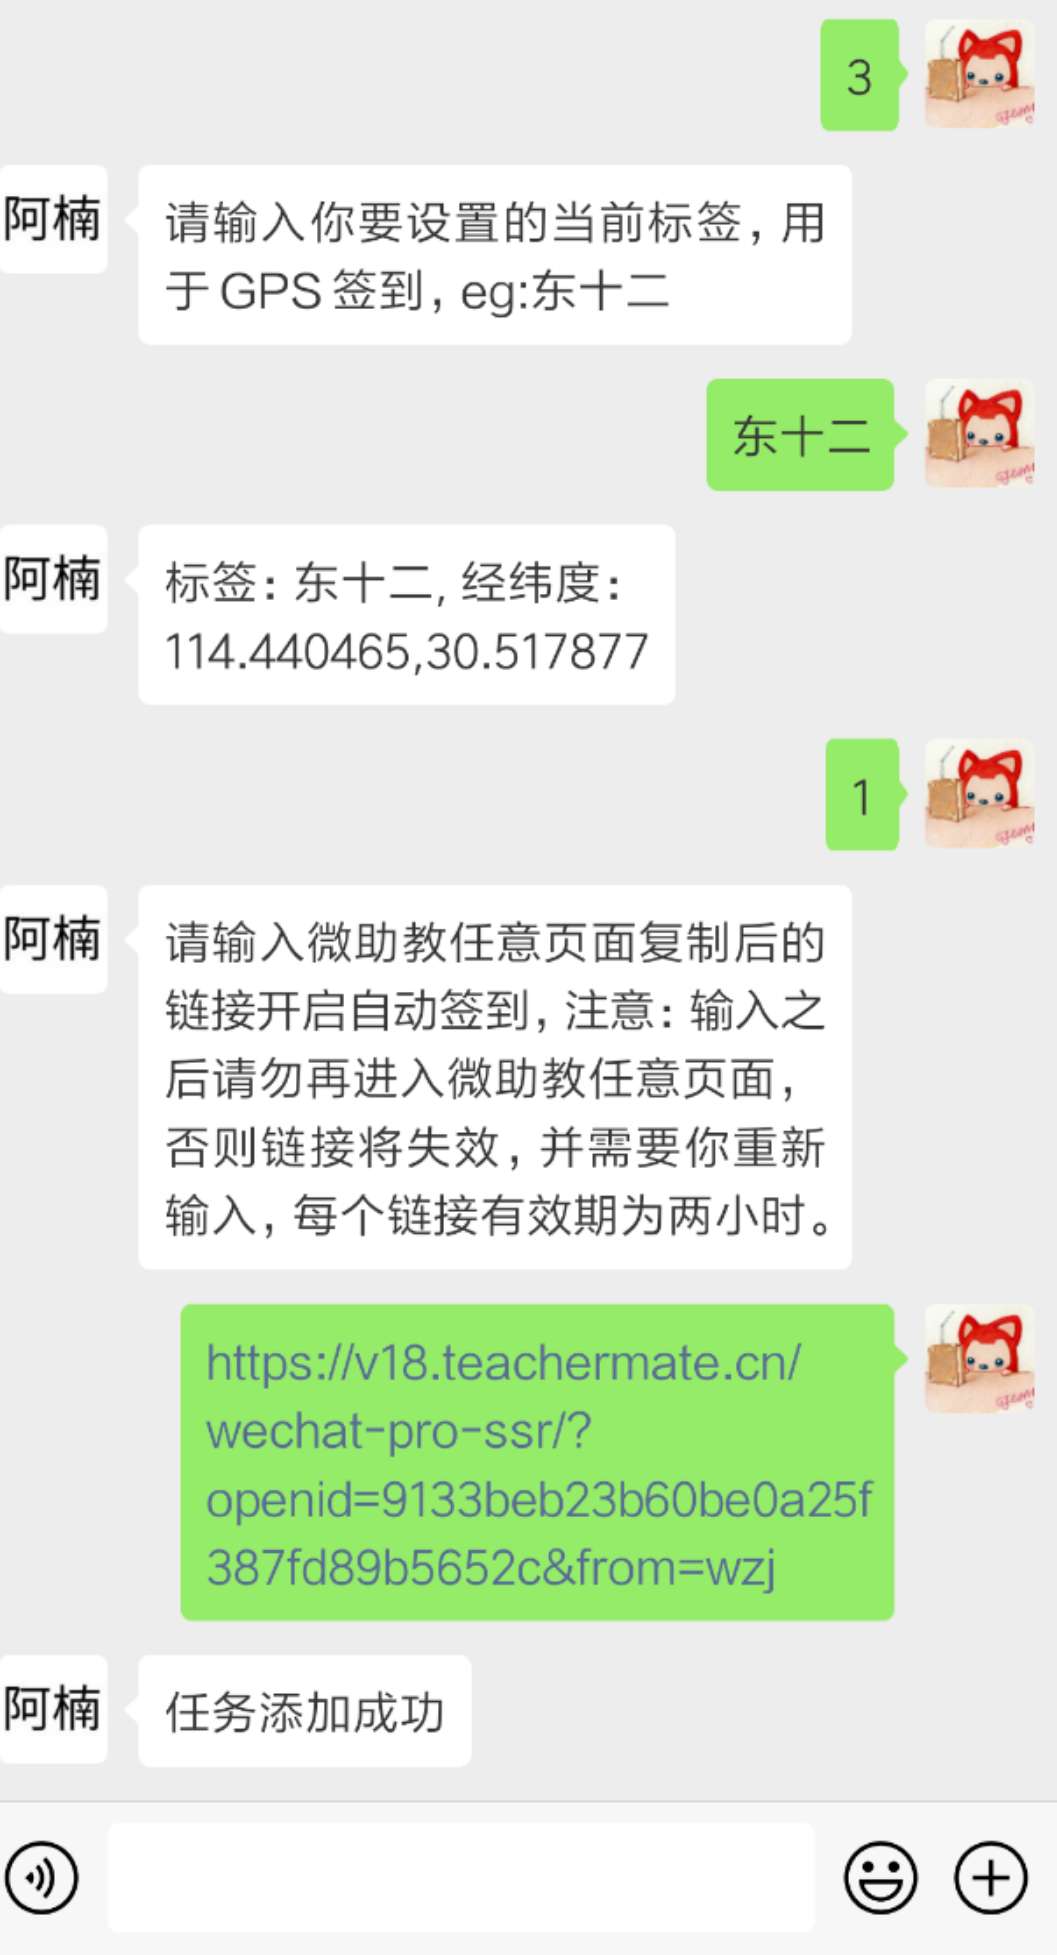 3
阿楠
请输入你要设置的当前标签，用
于 GPS 签到，eg:东十二
东十二
阿楠
标签：东十二, 经纬度：
114.440465,30.517877
1
阿楠
请输入微助教任意页面复制后的
链接开启自动签到，注意：输入之
后请勿再进入微助教任意页面，
否则链接将失效，并需要你重新
输入，每个链接有效期为两小时。
https://v18.teachermate.cn/
wechat-pro-ssr/?
openid=9133beb23b60be0a25f
387fd89b5652c&from=wzj
阿楠
任务添加成功